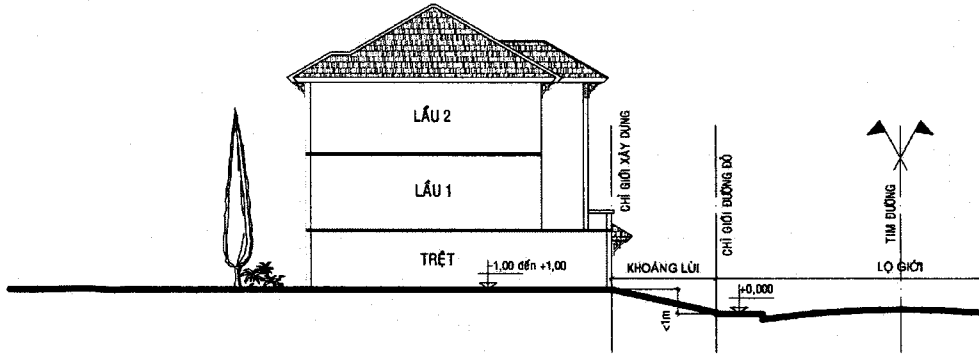 LẦU 2
LẦU 1
TRỆT
-1,00 đến +1,00
CHỈ GIỚI XÂY DỰNG
KHOẢNG LÙI
<1m
CHỈ GIỚI ĐƯỜNG ĐỎ
+0,000
TIM ĐƯỜNG
LỘ GIỚI